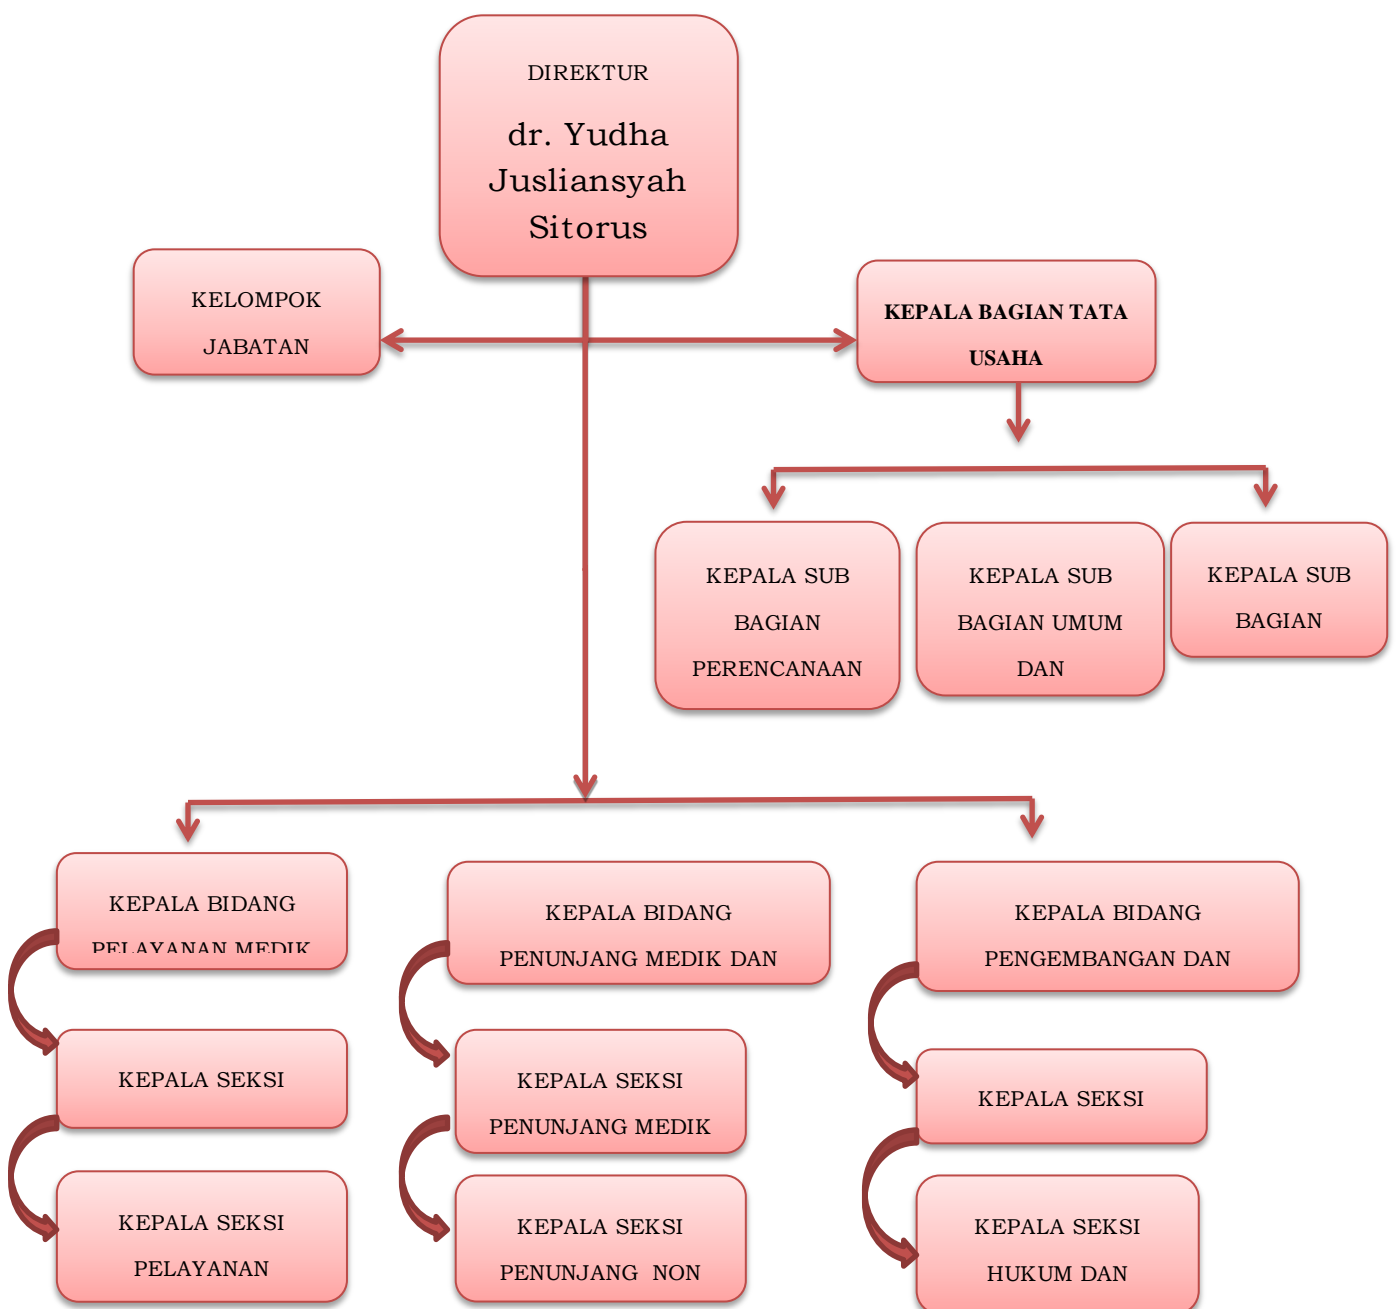 DIREKTUR
dr. Yudha
Jusliansyah
Sitorus
KELOMPOK
JABATAN
KEPALA BAGIAN TATA
USAHA
KEPALA SUB
BAGIAN
PERENCANAAN
KEPALA SUB
BAGIAN UMUM
DAN
KEPALA SUB
BAGIAN
KEPALA BIDANG
PELAYANAN MEDIK
KEPALA BIDANG
PENUNJANG MEDIK DAN
KEPALA BIDANG
PENGEMBANGAN DAN
KEPALA SEKSI
KEPALA SEKSI
PENUNJANG MEDIK
KEPALA SEKSI
KEPALA SEKSI
PELAYANAN
KEPALA SEKSI
PENUNJANG  NON
KEPALA SEKSI
HUKUM DAN